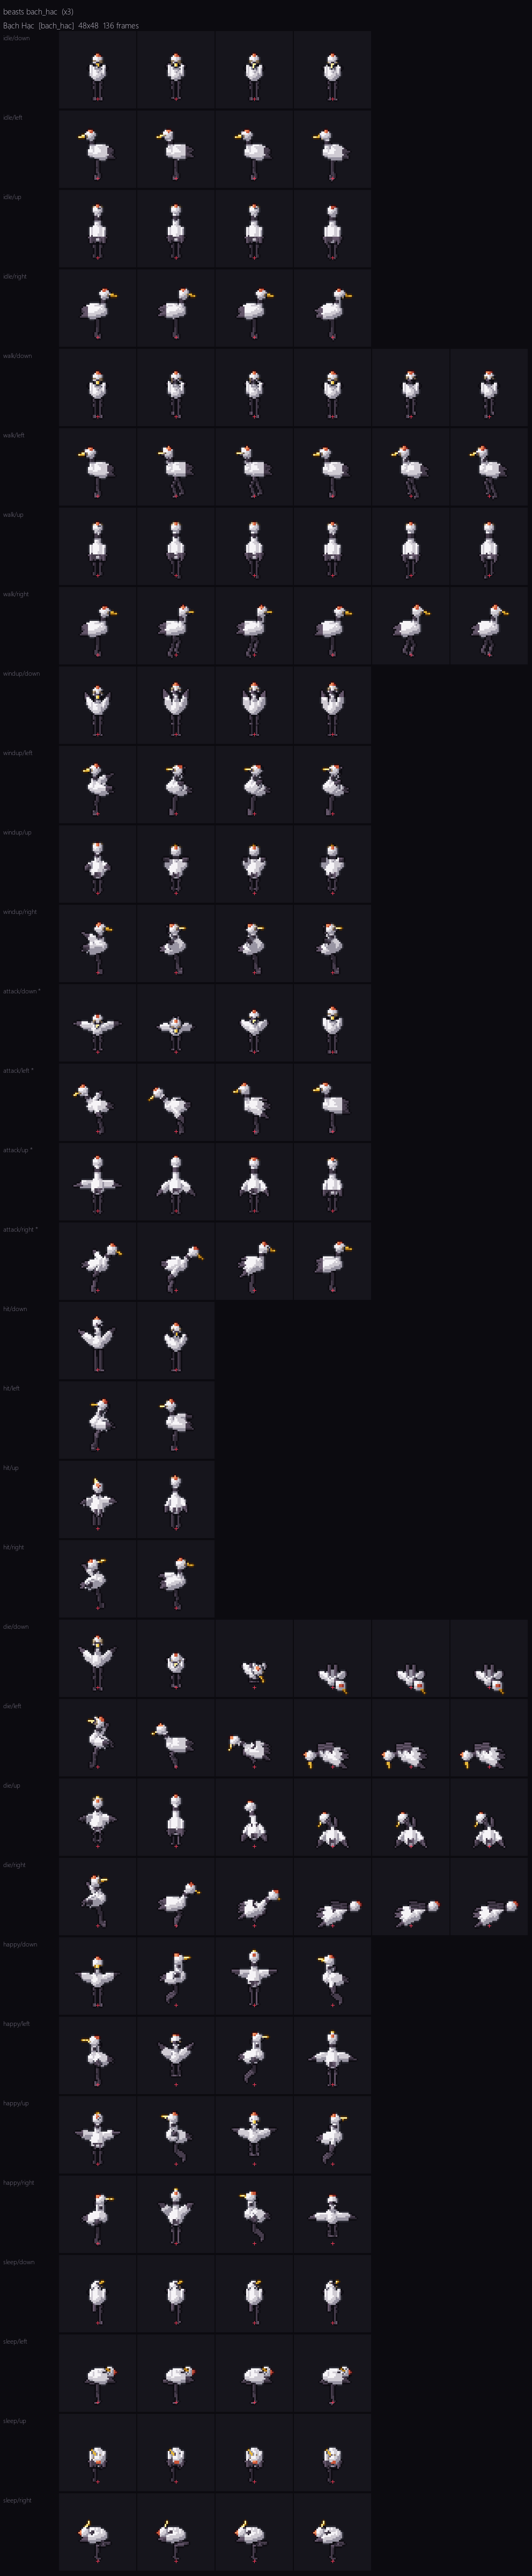 beasts bach_hac (x3)
Bach Hac [bach_hac] 48x48 136 frames
idle/down
idle/left
idle/up
idle/right
walk/down
walk/left
walk/up
walk/right
windup/down
windup/left
windup/up
windup/right
attack/down *
attack/left *
attack/up *
attack/right *
hit/down
hit/left
hit/up
hit/right
die/down
die/left
die/up
die/right
happy/down
happy/left
happy/up
happy/right
sleep/down
sleep/left
sleep/up
sleep/right